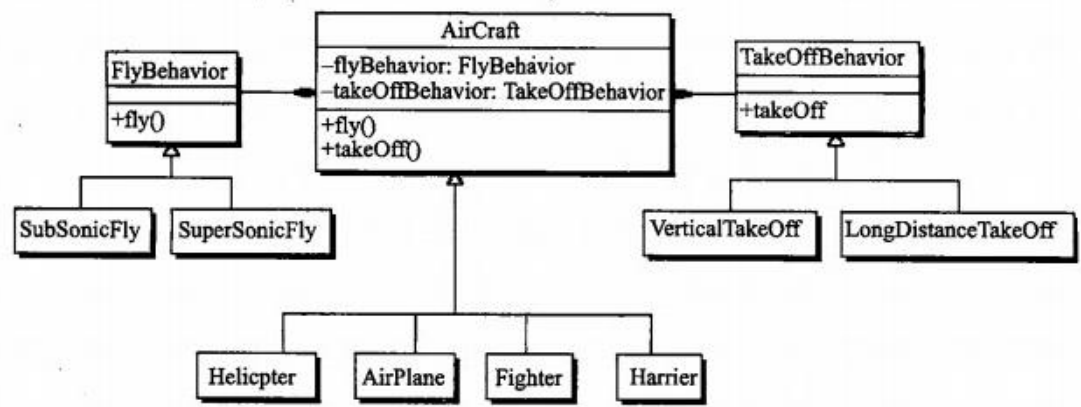 AirCraft
–flyBehavior: FlyBehavior
–takeOffBehavior: TakeOffBehavior
+fly()
+takeOff()
FlyBehavior
+fly()
TakeOffBehavior
+takeOff
SubSonicFly
SuperSonicFly
VerticalTakeOff
LongDistanceTakeOff
Helicpter
AirPlane
Fighter
Harrier